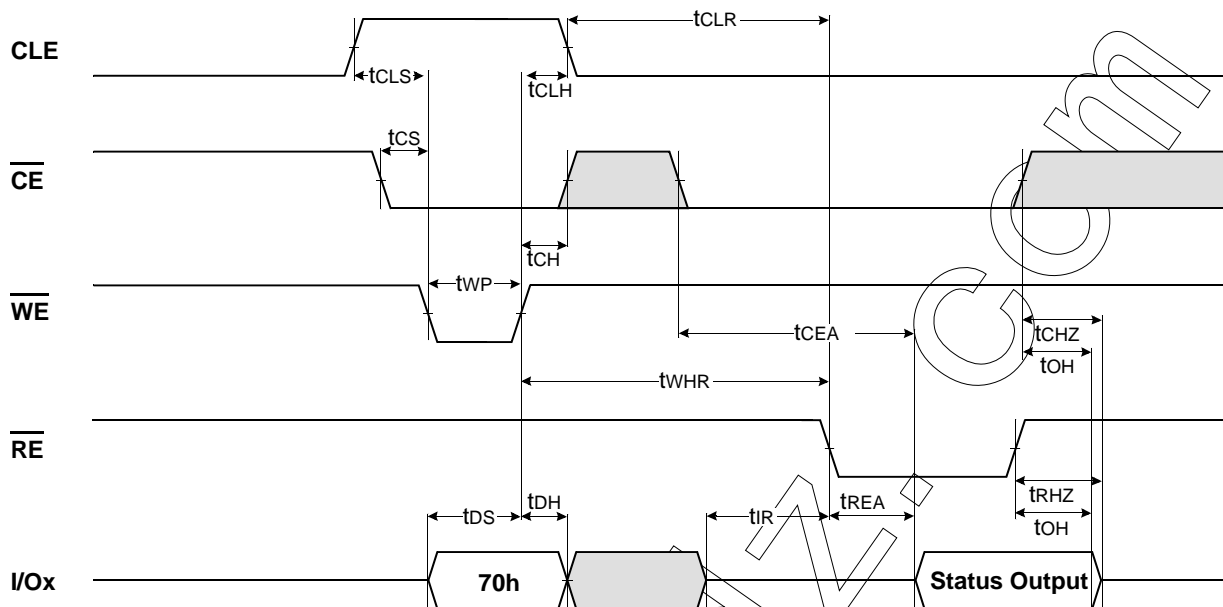 CLE
tCLR
tCLS
tCLH
CE
tCS
tCH
WE
tWP
tCEA
tCHZ
tOH
tWHR
RE
tRHZ
tOH
tDS
tDH
tIR
tREA
I/Ox
70h
Status Output